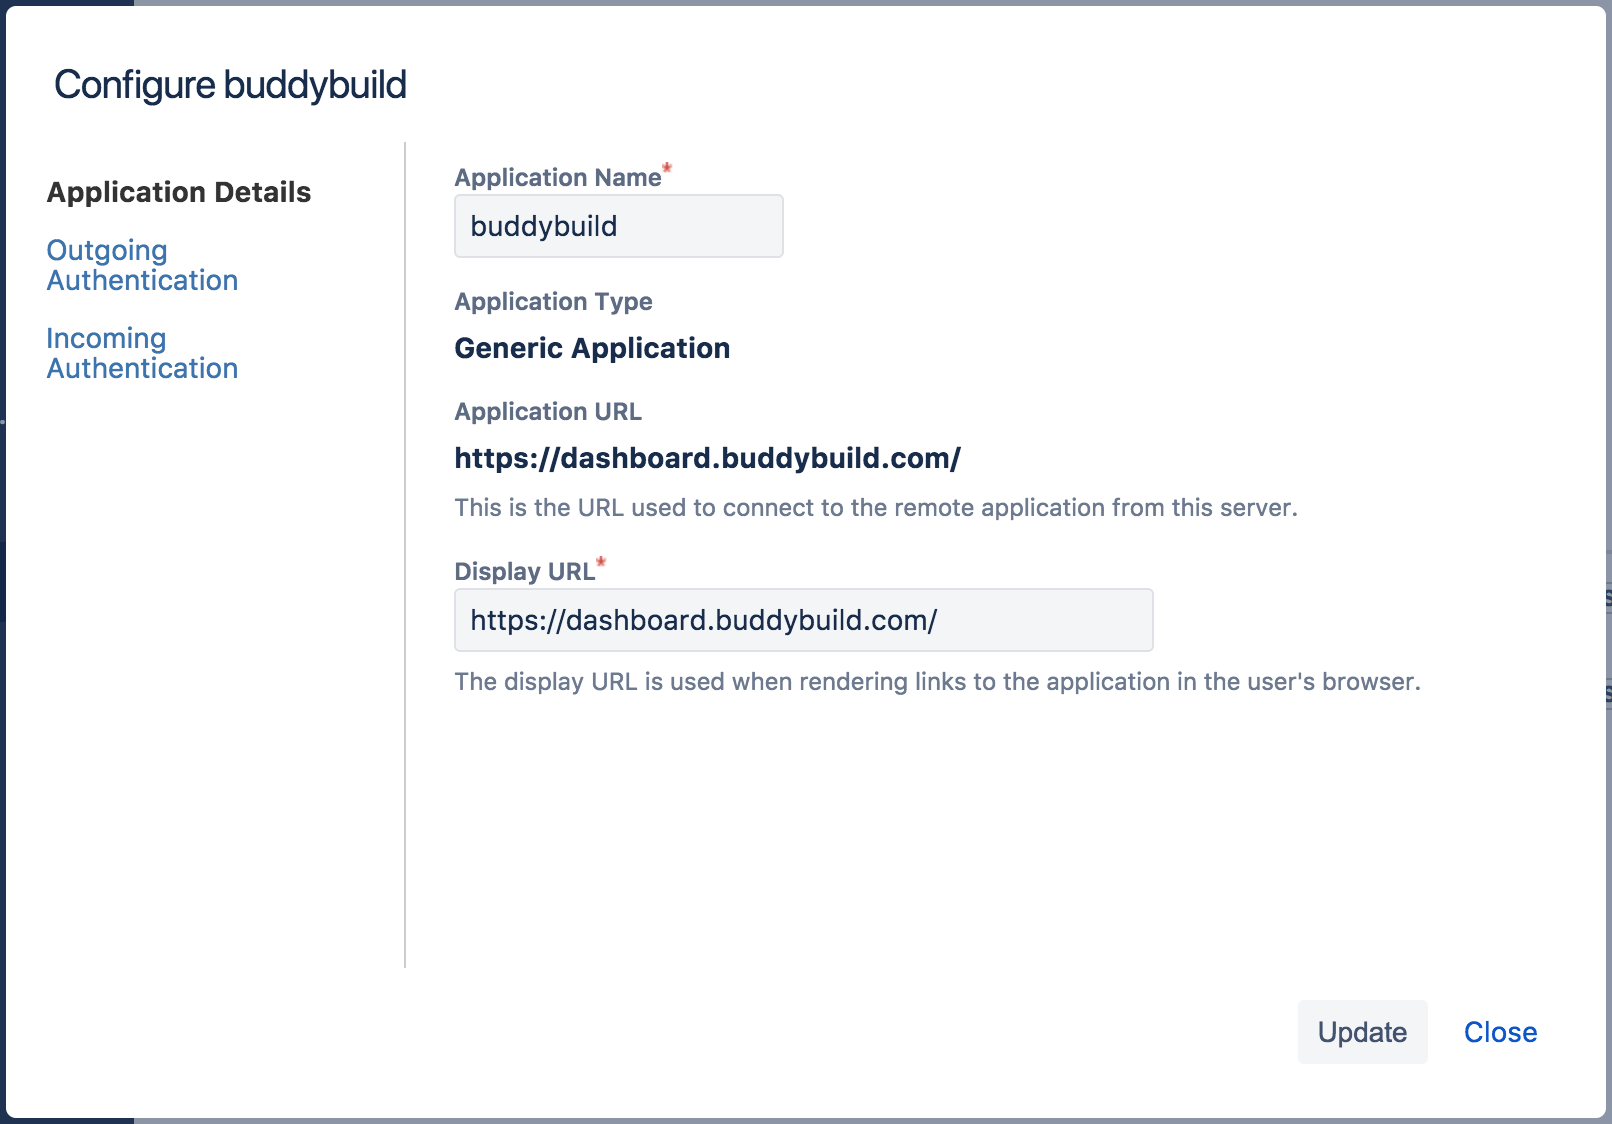 Configure buddybuild
Application Details
Outgoing
Authentication
Incoming
Authentication
Application Name*
buddybuild
Application Type
Generic Application
Application URL
https://dashboard.buddybuild.com/
This is the URL used to connect to the remote application from this server.
Display URL*
https://dashboard.buddybuild.com/
The display URL is used when rendering links to the application in the user's browser.
Update
Close